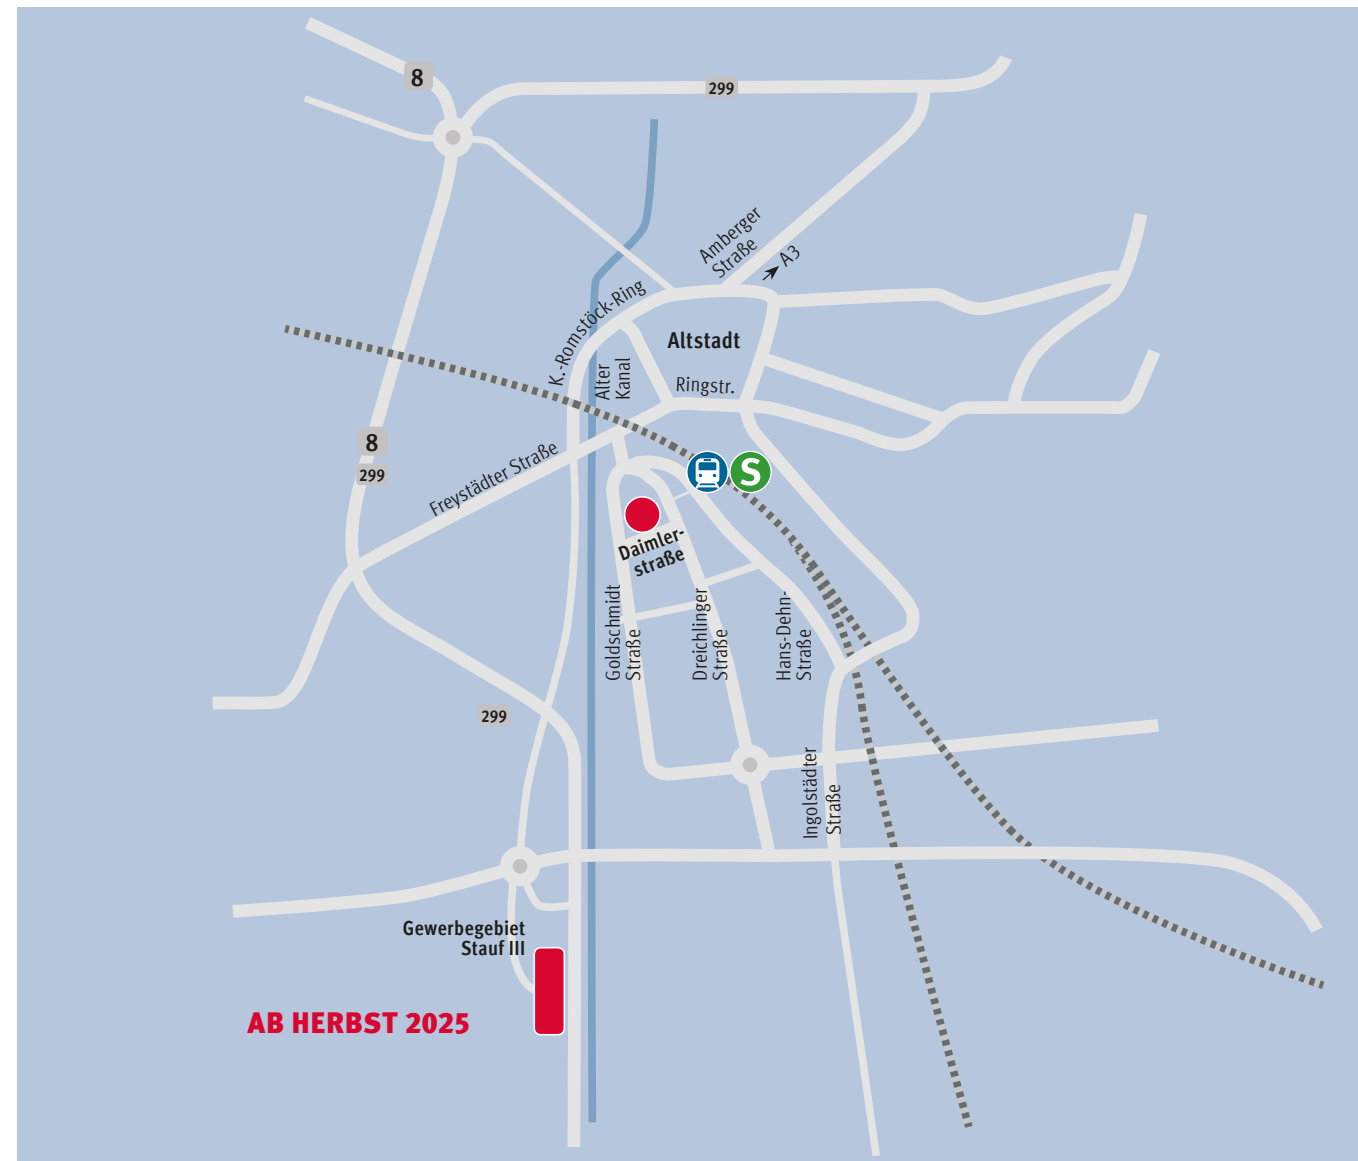 8
299
Amberger
Straße
A3
K.-Romstöck-Ring
Altstadt
Alter
Kanal
Ringstr.
8
299
Freystädter Straße
S
Daimler-
straße
Goldschmidt
Straße
Dreichlinger
Straße
Hans-Dehn-
Straße
299
Ingolstädter
Straße
Gewerbegebiet
Stauf III
AB HERBST 2025